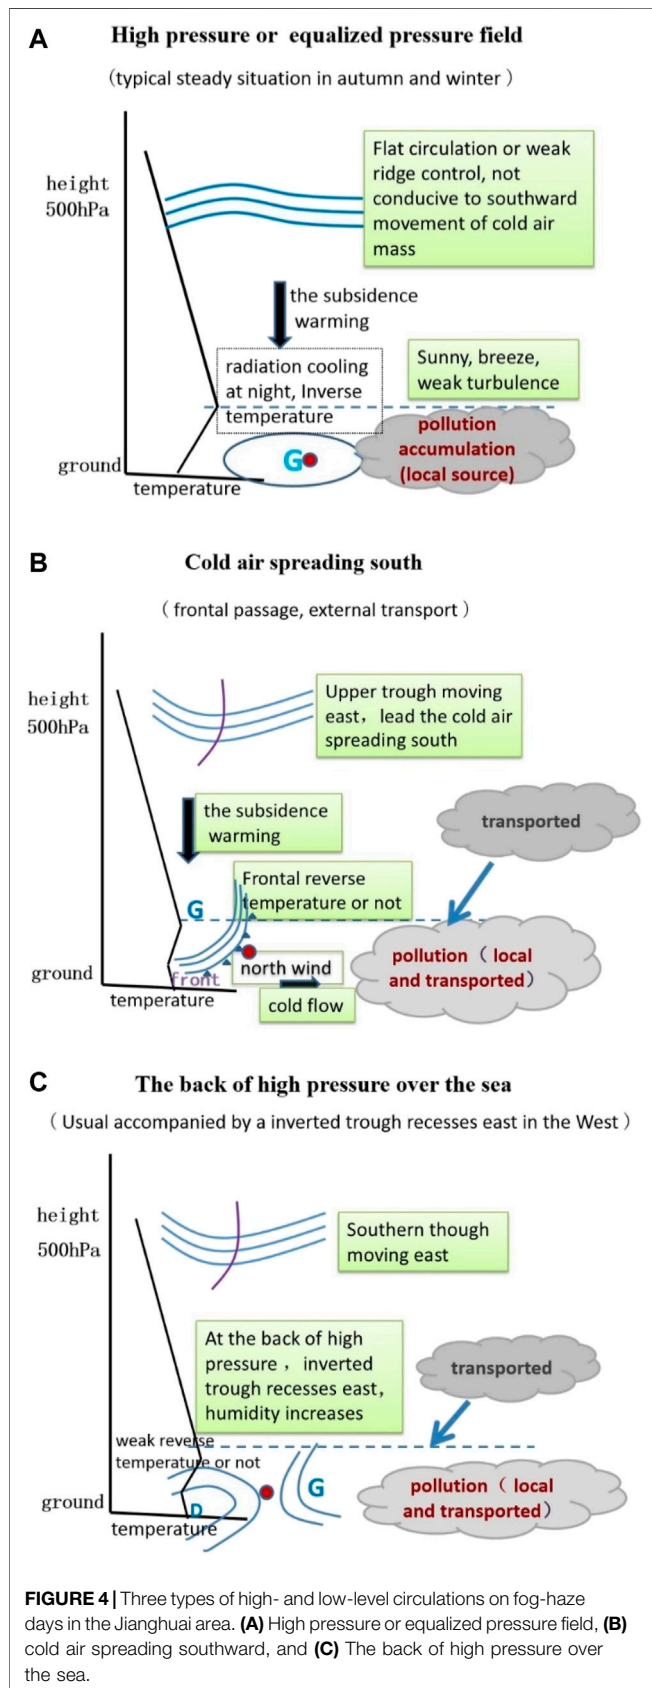 A
High pressure or equalized pressure field
(typical steady situation in autumn and winter )
height
500hPa
Flat circulation or weak
ridge control, not
conducive to southward
movement of cold air
mass
the subsidence
warming
radiation cooling
at night, Inverse
temperature
Sunny, breeze,
weak turbulence
pollution
accumulation
(local source)
G
ground
temperature
B
Cold air spreading south
( frontal passage, external transport )
height
500hPa
Upper trough moving
east, lead the cold air
spreading south
the subsidence
warming
transported
Frontal reverse
temperature or not
G
pollution ( local
and transported)
north wind
front
ground
temperature
cold flow
C
The back of high pressure over the sea
( Usual accompanied by a inverted trough recesses east in the West )
height
500hPa
Southern though
moving east
At the back of high
pressure , inverted
trough recesses east,
humidity increases
transported
weak reverse
temperature or not
G
pollution ( local
and transported)
D
ground
temperature
FIGURE 4 | Three types of high- and low-level circulations on fog-haze
days in the Jianghuai area. (A) High pressure or equalized pressure field, (B)
cold air spreading southward, and (C) The back of high pressure over
the sea.